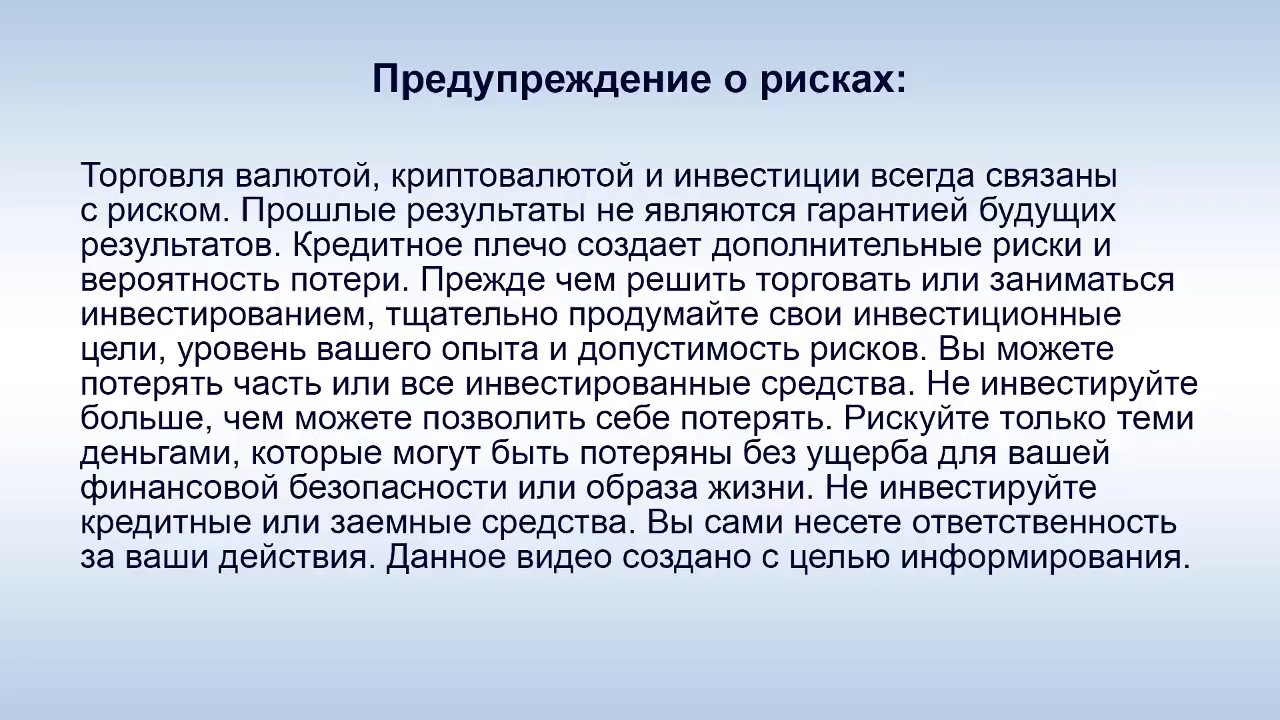 Предупреждение о рисках:
Торговля валютой, криптовалютой и инвестиции всегда связаны
с риском. Прошлые результаты не являются гарантией будущих
результатов. Кредитное плечо создает дополнительные риски и
вероятность потери. Прежде чем решить торговать или заниматься
инвестированием, тщательно продумайте свои инвестиционные
цели, уровень вашего опыта и допустимость рисков. Вы можете
потерять часть или все инвестированные средства. Не инвестируйте
больше, чем можете позволить себе потерять. Рискуйте только теми
деньгами, которые могут быть потеряны без ущерба для вашей
финансовой безопасности или образа жизни. Не инвестируйте
кредитные или заемные средства. Вы сами несете ответственность
за ваши действия. Данное видео создано с целью информирования.